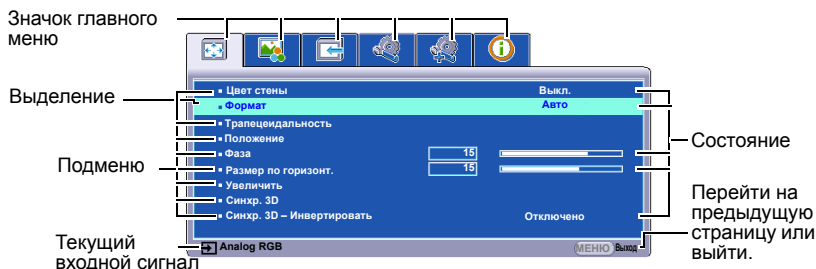 Значок главного
меню
Выделение
Подменю
Текущий
входной сигнал
Цвет стены Выкл.
Формат Авто
Трапецеидальность
Положение
Фаза 15
Размер по горизонт. 15
Увеличить
Синхр. 3D
Синхр. 3D – Инвертировать Отключено
Analog RGB МЕНЮ Выход
Состояние
Перейти на
предыдущую
страницу или
выйти.